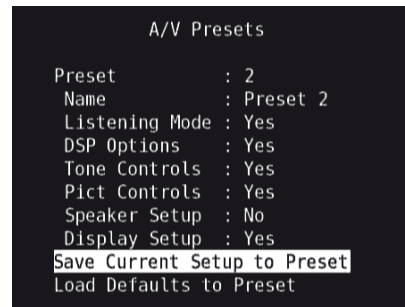 A/V Presets
Preset : 2
Name : Preset 2
Listening Mode : Yes
DSP Options : Yes
Tone Controls : Yes
Pict Controls : Yes
Speaker Setup : No
Display Setup : Yes
Save Current Setup to Preset
Load Defaults to Preset